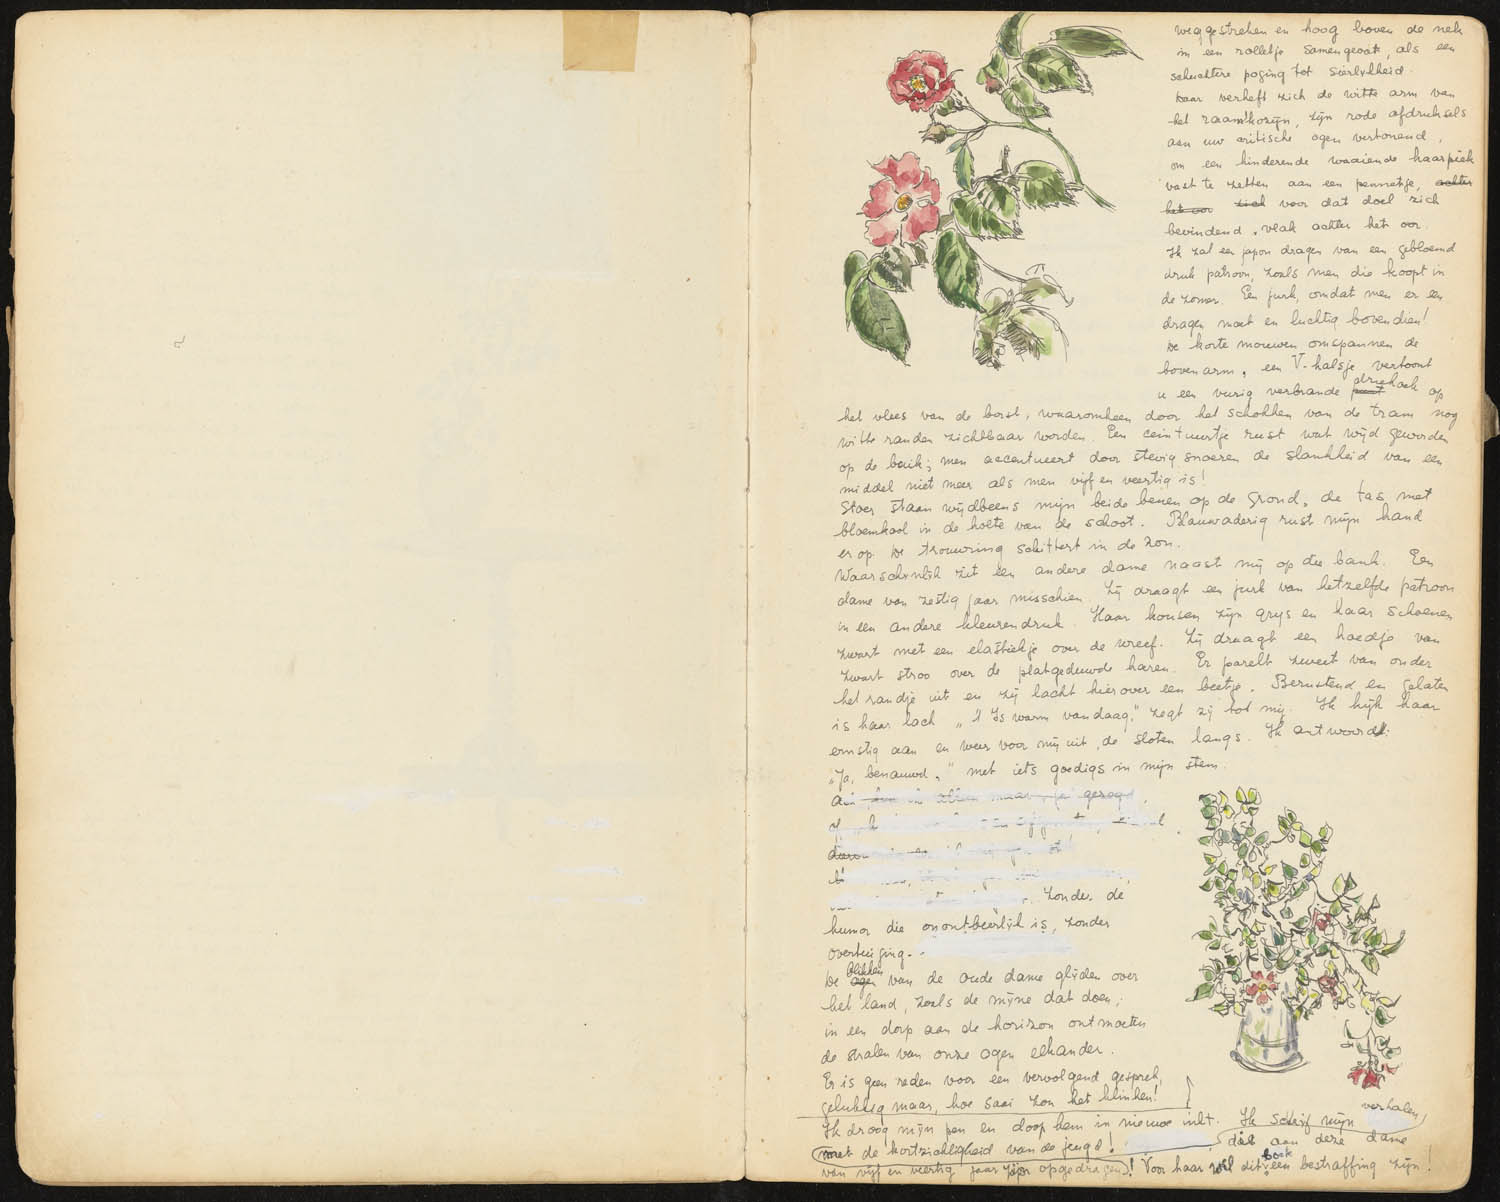 weggestreken en hoog boven de nek
in een rolletje samengevat, als een
schuchtere poging tot sierlykheid.
Daar verheft zich de witte arm van
het raamkozijn, zijn rode afdruksels
aan uw critische ogen vertonend,
om een hinderende waaiende haarpiek
vast te zetten aan een pennetje, achter
het oor zich voor dat doel zich
bevindend, vlak achter het oor.
Ik zal een japon dragen van een gebloemd
druk patroon, zoals men die koopt in
de zomer. Een jurk, omdat men er een
dragen moet en luchtig bovendien!
De korte mouwen omspannen de
bovenarm, een V-halsje vertoont
u een vurig verbrande driehoek op
het vlees van de borst, waaromheen door het schokken van de tram nog
witte randen zichtbaar worden. Een ceintuurtje rust wat wijd geworden
op de buik; men accentueert door stevig snoeren de slankheid van een
middel niet meer als men vijf en veertig is!
Stoer staan wijdbeens mijn beide benen op de grond, de tas met
bloemkool in de holte van de schoot. Blauwaderig rust mijn hand
er op. De trouwring schittert in de zon.
Waarschynlijk zit een andere dame naast mij op die bank. Een
dame van zestig jaar misschien. Zij draagt een jurk van hetzelfde patroon
in een andere kleurendruk. Haar kousen zijn grys en haar schoenen
zwart met een elastiekje over de wreef. Zij draagt een hoedje van
zwart stroo over de platgeduwde haren. Er parelt zweet van onder
het randje uit en zij lacht hierover een beetje. Berustend en gelaten
is haar lach „'t Is warm vandaag," zegt zij tot mij. Ik kijk haar
ernstig aan en weer voor mij uit, de sloten langs. Ik antwoord:
„Ja, benauwd," met iets goedigs in mijn stem.
zonder de
humor die onontbeerlijk is, zonder
overtuiging.
De blikken ogen van de oude dame glijden over
het land, zoals de mijne dat doen;
in een dorp aan de horizon ontmoeten
de stralen van onze ogen elkander.
Er is geen reden voor een vervolgend gesprek,
gelukkig maar, hoe saai zou het klinken!
Ik droog mijn pen en doop hem in nieuwe inkt. Ik schrijf mijn verhalen,
met de kortzichtigheid van de jeugd! dat aan deze dame
van vijf en veertig jaar opgedragen! Voor haar zal dit boek een bestraffing zijn!